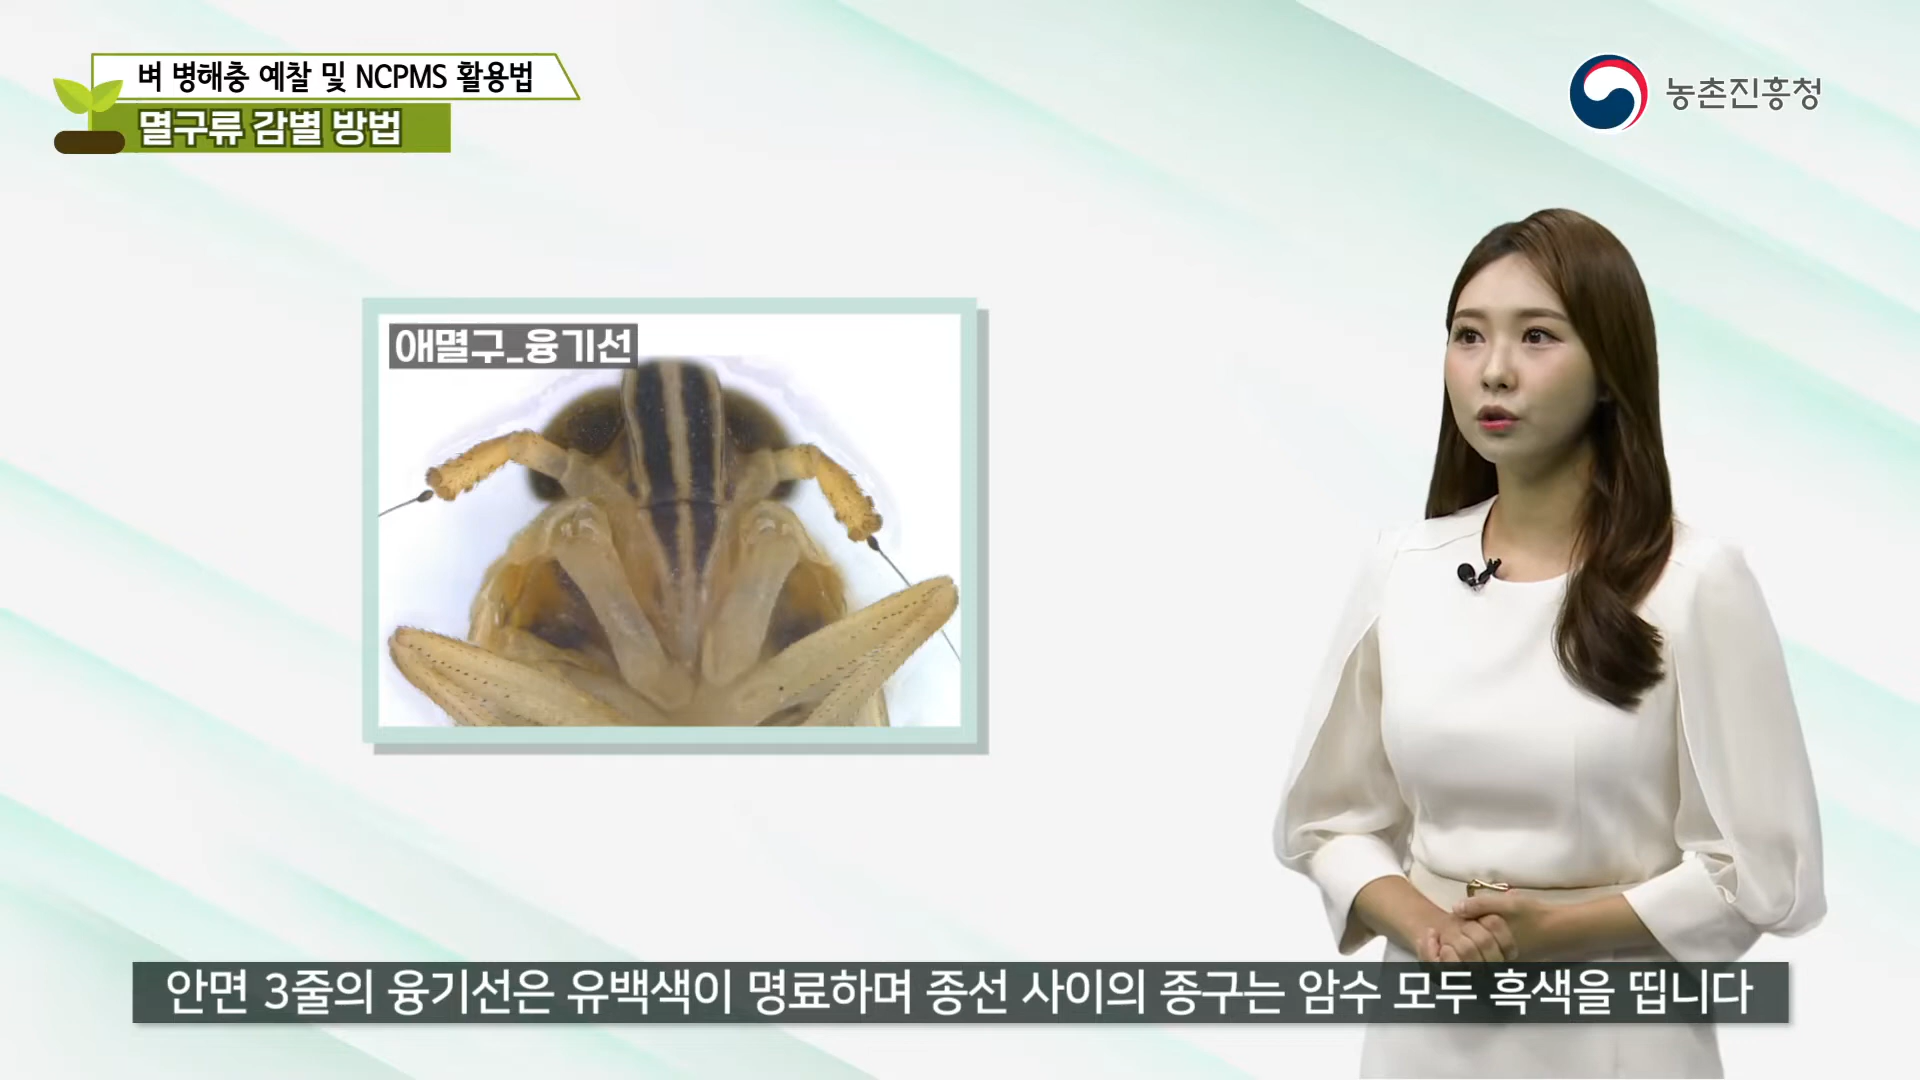 벼 병해충 예찰 및 NCPMS 활용법
멸구류 감별 방법
농촌진흥청
애멸구_융기선
안면 3줄의 융기선은 유백색이 명료하며 종선 사이의 종구는 암수 모두 흑색을 띱니다